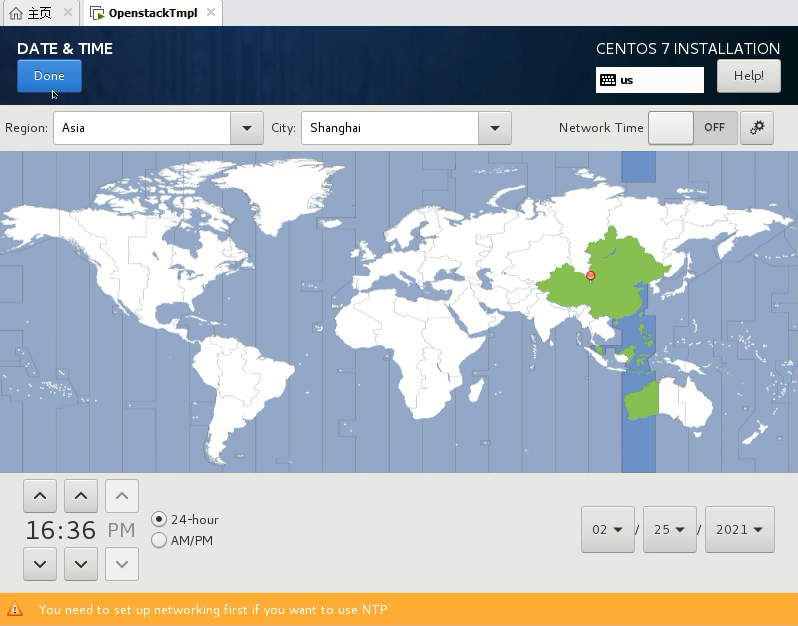 主页 OpenstackTmpl
DATE & TIME
CENTOS 7 INSTALLATION
Done
us
Help!
Region: Asia City: Shanghai Network Time OFF
16:36 PM
24-hour
AM/PM
02 / 25 / 2021
You need to set up networking first if you want to use NTP